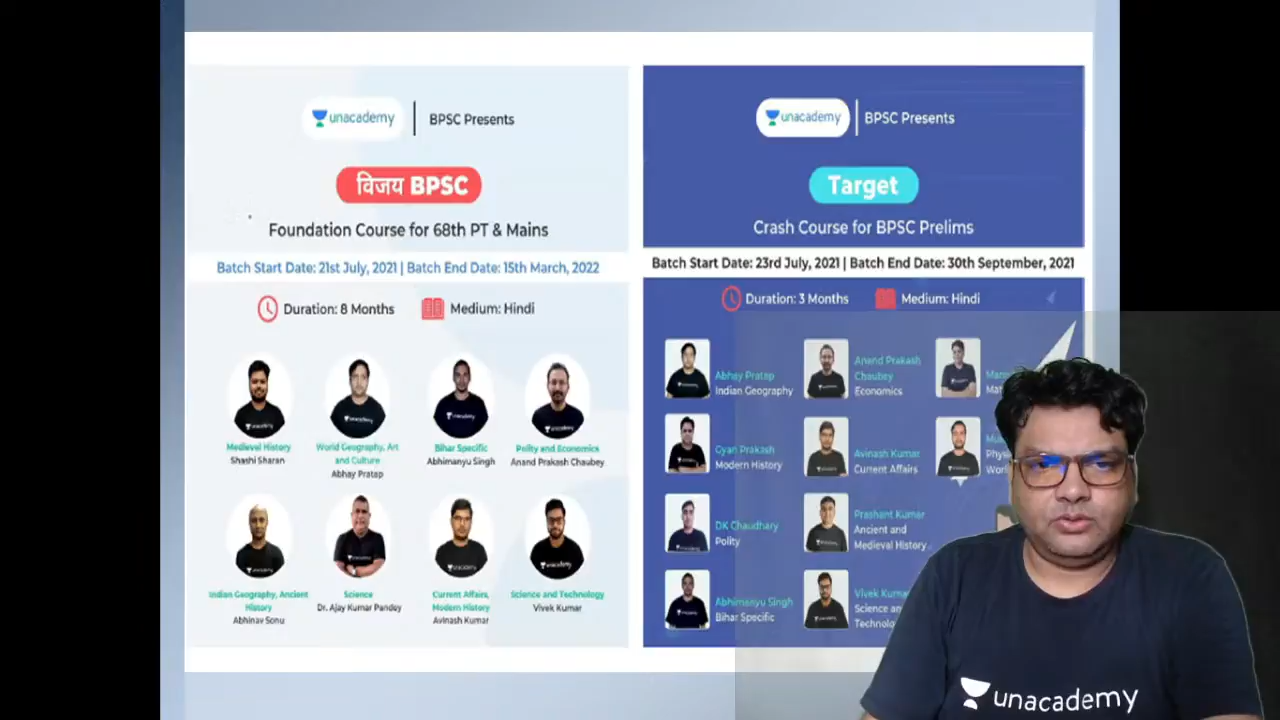 unacademy | BPSC Presents
विजय BPSC
Foundation Course for 68th PT & Mains
Batch Start Date: 21st July, 2021 | Batch End Date: 15th March, 2022
Duration: 8 Months
Medium: Hindi
Medieval History
Shashi Sharan
World Geography, Art
and Culture
Abhay Pratap
Bihar Specific
Abhimanyu Singh
Polity and Economics
Anand Prakash Chaubey
Indian Geography, Ancient
History
Abhinav Sonu
Science
Dr. Ajay Kumar Pandey
Current Affairs,
Modern History
Avinash Kumar
Science and Technology
Vivek Kumar
unacademy | BPSC Presents
Target
Crash Course for BPSC Prelims
Batch Start Date: 23rd July, 2021 | Batch End Date: 30th September, 2021
Duration: 3 Months
Medium: Hindi
Abhay Pratap
Indian Geography
Anand Prakash
Chaubey
Economics
Gyan Prakash
Modern History
Avinash Kumar
Current Affairs
DK Chaudhary
Polity
Prashant Kumar
Ancient and
Medieval History
Abhimanyu Singh
Bihar Specific
Vivek
Science
unacademy